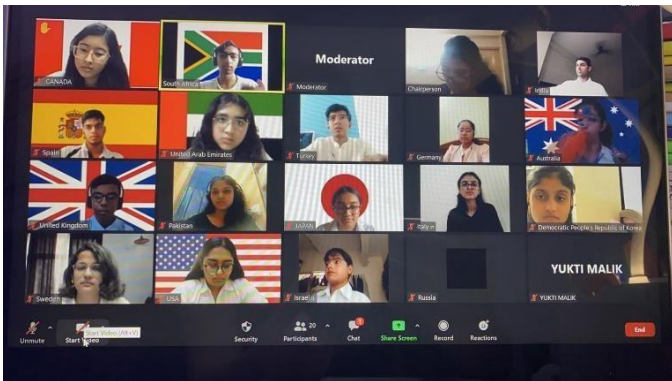 CANADA
South Africa
Moderator
Moderator
Chairperson
India
Spain
United Arab Emirates
Turkey
Germany
Australia
United Kingdom
Pakistan
JAPAN
Italy
Democratic People's Republic of Korea
Sweden
USA
Israel
Russia
YUKTI MALIK
YUKTI MALIK
Unmute
Start Video
Start Video (Alt+V)
Security
20
Participants
Chat
Share Screen
Record
Reactions
End